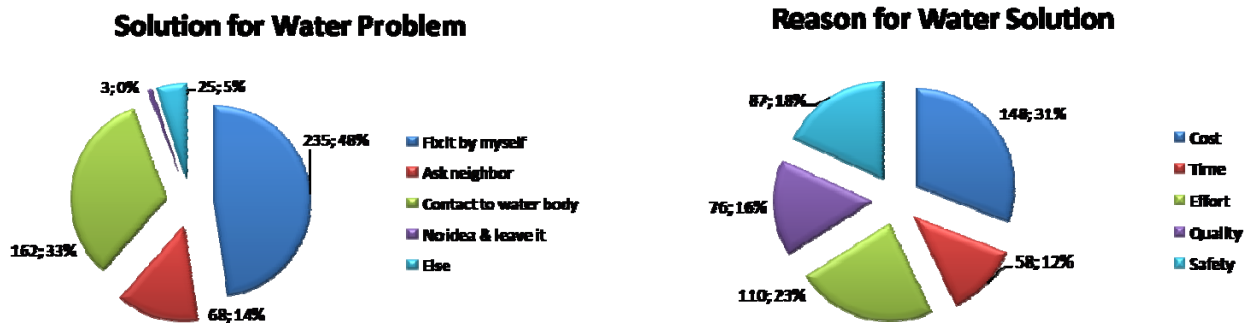 Solution for Water Problem
3; 0%
25; 5%
235; 48%
162; 33%
68; 14%
Fix it by myself
Ask neighbor
Contact to water body
No idea & leave it
Else
Reason for Water Solution
87; 18%
148; 31%
76; 16%
58; 12%
110; 23%
Cost
Time
Effort
Quality
Safety